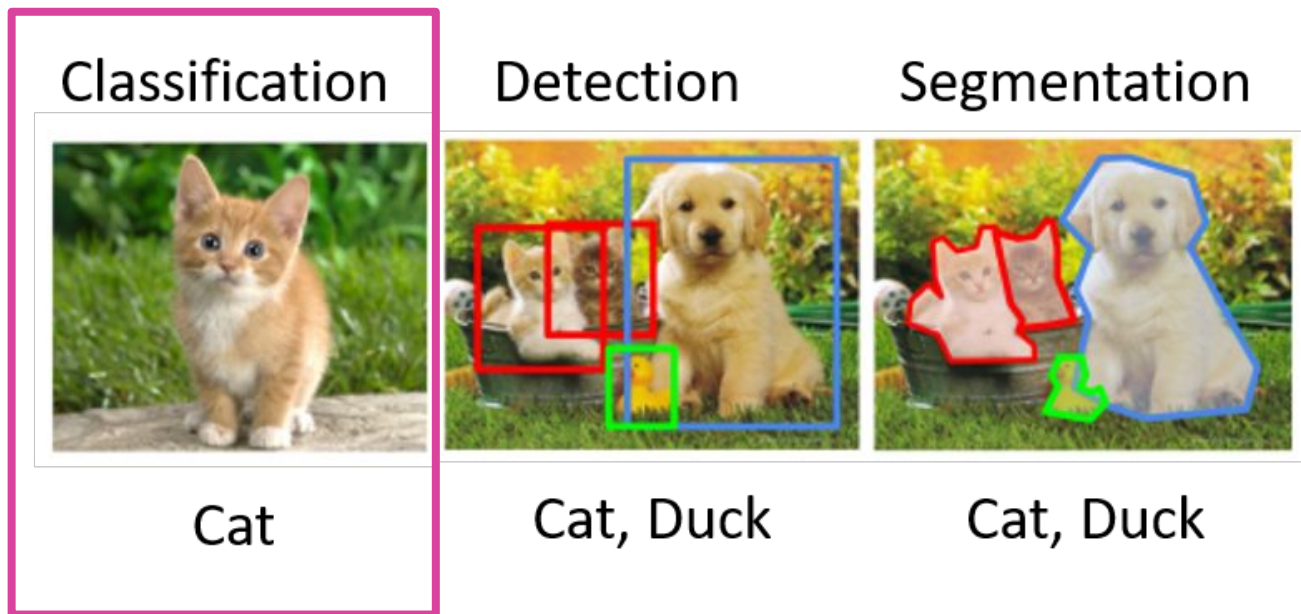 Classification
Cat
Detection
Cat, Duck
Segmentation
Cat, Duck